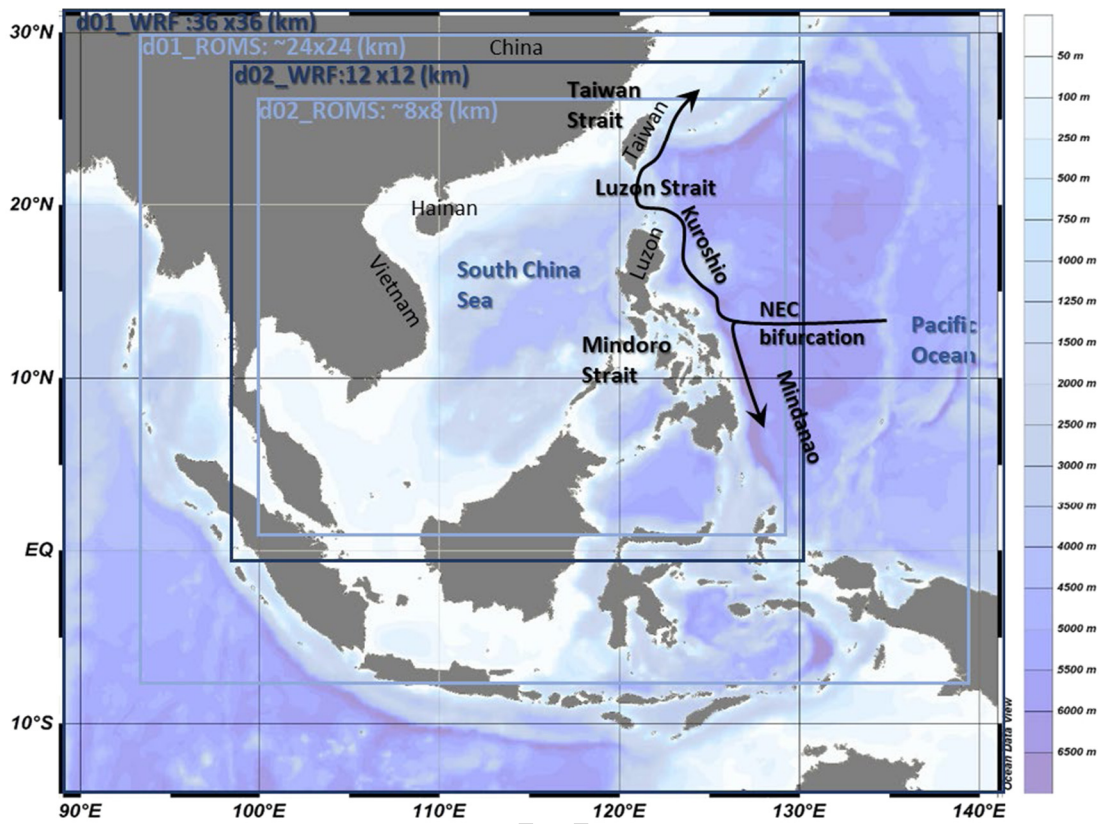 d01_WRF :36 x36 (km)
d01_ROMS: ~24x24 (km)
China
d02_WRF:12 x12 (km)
d02_ROMS: ~8x8 (km)
Taiwan
Strait
Taiwan
Luzon Strait
Hainan
Kuroshio
Luzon
Vietnam
South China
Sea
NEC
bifurcation
Pacific
Ocean
Mindoro
Strait
Mindanao
30°N
20°N
10°N
EQ
10°S
90°E
100°E
110°E
120°E
130°E
140°E
50 m
100 m
250 m
500 m
750 m
1000 m
1250 m
1500 m
2000 m
2500 m
3000 m
3500 m
4000 m
4500 m
5000 m
5500 m
6000 m
6500 m
Ocean Data View